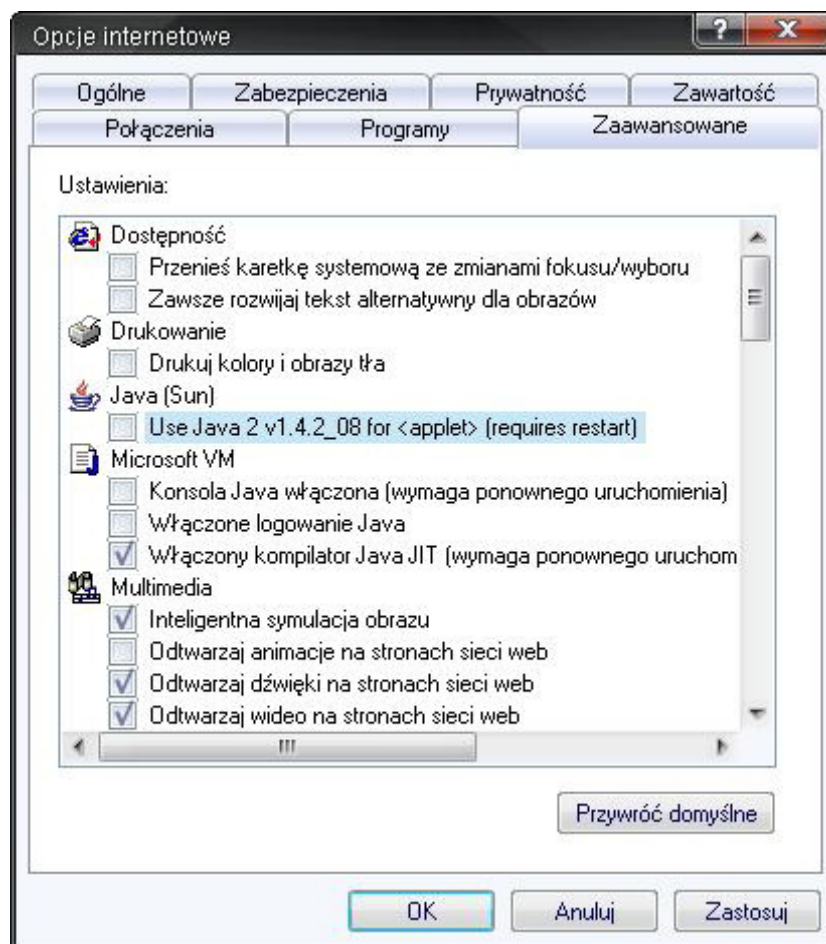 Opcje internetowe
Ogólne Zabezpieczenia Prywatność Zawartość
Połączenia Programy Zaawansowane
Ustawienia:
Dostępność
Przenieś karetkę systemową ze zmianami fokusu/wyboru
Zawsze rozwijaj tekst alternatywny dla obrazów
Drukowanie
Drukuj kolory i obrazy tła
Java (Sun)
Use Java 2 v1.4.2_08 for <applet> (requires restart)
Microsoft VM
Konsola Java włączona (wymaga ponownego uruchomienia)
Włączone logowanie Java
Włączony kompilator Java JIT (wymaga ponownego uruchom
Multimedia
Inteligentna symulacja obrazu
Odtwarzaj animacje na stronach sieci web
Odtwarzaj dźwięki na stronach sieci web
Odtwarzaj wideo na stronach sieci web
Przywróć domyślne
OK Anuluj Zastosuj